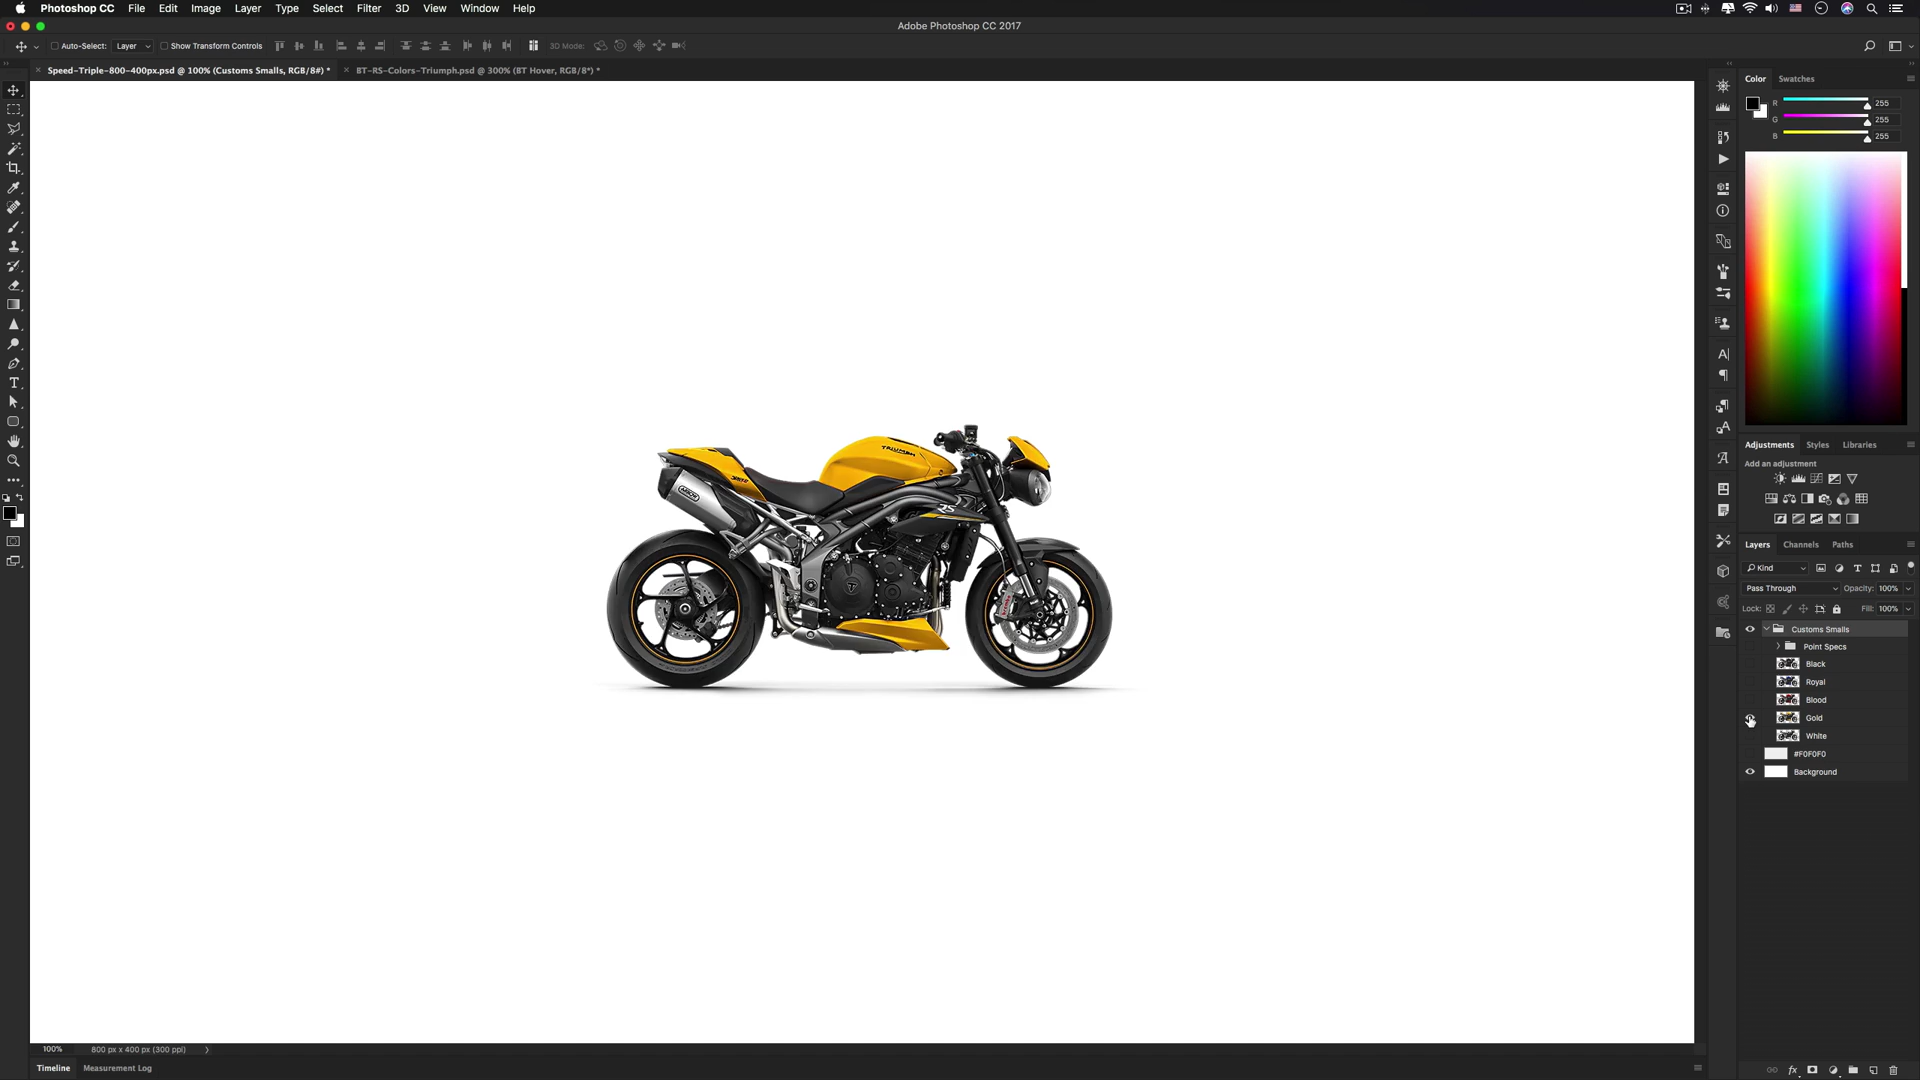 Photoshop CC File Edit Image Layer Type Select Filter 3D View Window Help
Adobe Photoshop CC 2017
Auto-Select: Layer Show Transform Controls 3D Mode:
Speed-Triple-800-400px.psd @ 100% (Customs Smalls, RGB/8#) * BT-RS-Colors-Triumph.psd @ 300% (BT Hover, RGB/8*) *
Color Swatches
R 255
G 255
B 255
TRIUMPH
ARROW
RS
Adjustments Styles Libraries
Add an adjustment
Layers Channels Paths
Kind
Pass Through Opacity: 100%
Lock: Fill: 100%
Customs Smalls
Point Specs
Black
Royal
Blood
Gold
White
#F0F0F0
Background
100% 800 px x 400 px (300 ppi)
Timeline Measurement Log